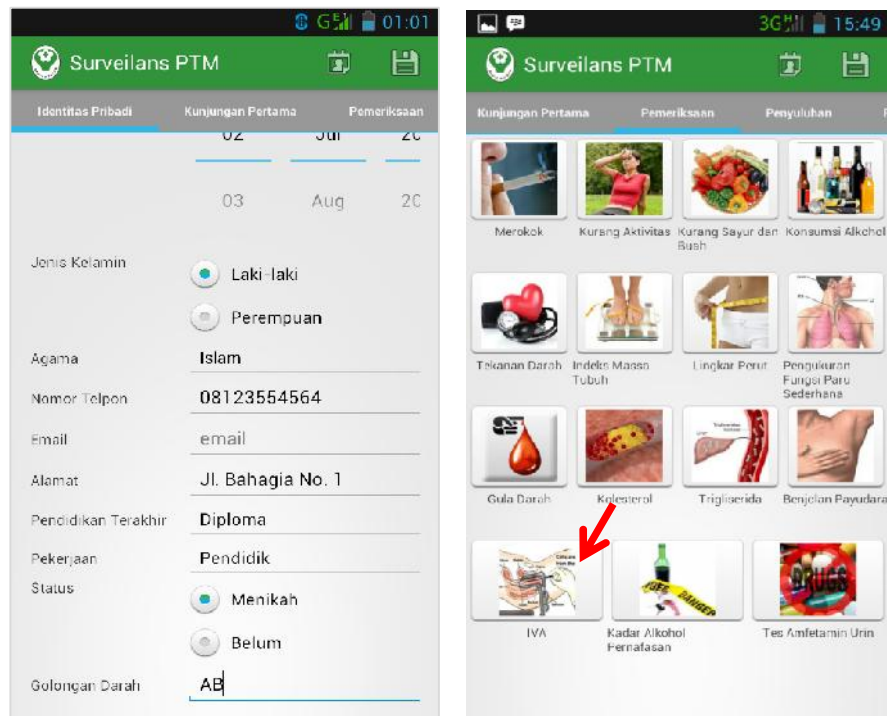 G 01:01
Surveilans PTM
Identitas Pribadi Kunjungan Pertama Pemeriksaan
02 Jul 20
03 Aug 20
Jenis Kelamin
Laki-laki
Perempuan
Agama Islam
Nomor Telpon 08123554564
Email email
Alamat Jl. Bahagia No. 1
Pendidikan Terakhir Diploma
Pekerjaan Pendidik
Status
Menikah
Belum
Golongan Darah AB
3G H 15:49
Surveilans PTM
Kunjungan Pertama Pemeriksaan Penyuluhan
Merokok Kurang Aktivitas Kurang Sayur dan Konsumsi Alkohol
Buah
Tekanan Darah Indeks Massa Lingkar Perut Pengukuran
Tubuh Fungsi Paru
Sederhana
Gula Darah Kolesterol Trigliserida Benjolan Payudara
DANGER
DRUGS
IVA Kadar Alkohol Tes Amfetamin Urin
Pernafasan